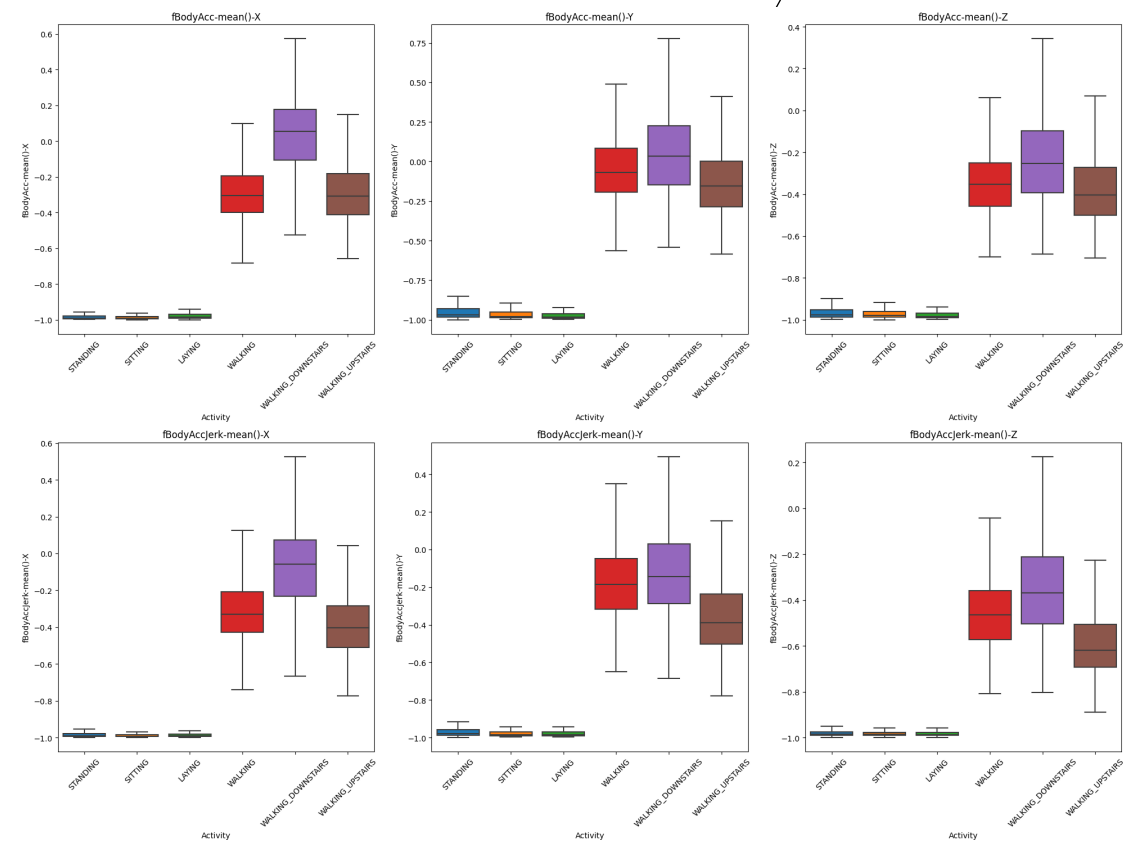 fBodyAcc-mean()-X
fBodyAcc-mean()-X
0.6
0.4
0.2
0.0
−0.2
−0.4
−0.6
−0.8
−1.0
STANDING
SITTING
LAYING
WALKING
WALKING_DOWNSTAIRS
WALKING_UPSTAIRS
Activity
fBodyAcc-mean()-Y
fBodyAcc-mean()-Y
0.75
0.50
0.25
0.00
−0.25
−0.50
−0.75
−1.00
STANDING
SITTING
LAYING
WALKING
WALKING_DOWNSTAIRS
WALKING_UPSTAIRS
Activity
fBodyAcc-mean()-Z
fBodyAcc-mean()-Z
0.4
0.2
0.0
−0.2
−0.4
−0.6
−0.8
−1.0
STANDING
SITTING
LAYING
WALKING
WALKING_DOWNSTAIRS
WALKING_UPSTAIRS
Activity
fBodyAccJerk-mean()-X
fBodyAccJerk-mean()-X
0.6
0.4
0.2
0.0
−0.2
−0.4
−0.6
−0.8
−1.0
STANDING
SITTING
LAYING
WALKING
WALKING_DOWNSTAIRS
WALKING_UPSTAIRS
Activity
fBodyAccJerk-mean()-Y
fBodyAccJerk-mean()-Y
0.4
0.2
0.0
−0.2
−0.4
−0.6
−0.8
−1.0
STANDING
SITTING
LAYING
WALKING
WALKING_DOWNSTAIRS
WALKING_UPSTAIRS
Activity
fBodyAccJerk-mean()-Z
fBodyAccJerk-mean()-Z
0.2
0.0
−0.2
−0.4
−0.6
−0.8
−1.0
STANDING
SITTING
LAYING
WALKING
WALKING_DOWNSTAIRS
WALKING_UPSTAIRS
Activity